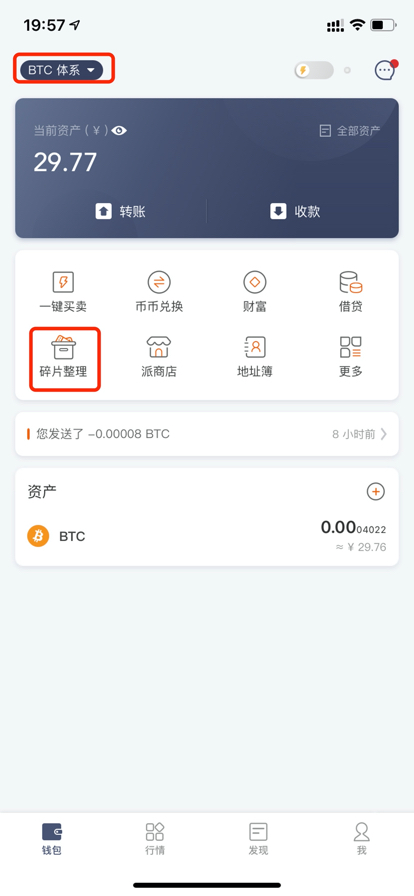 19:57
BTC 体系
当前资产 ( ¥ )
全部资产
29.77
转账
收款
一键买卖
币币兑换
财富
借贷
碎片整理
派商店
地址簿
更多
您发送了 -0.00008 BTC
8 小时前
资产
BTC
0.0004022
≈ ¥ 29.76
钱包
行情
发现
我